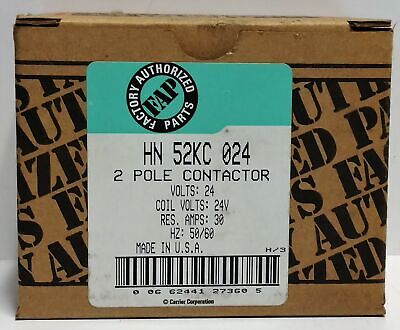 FACTORY AUTHORIZED
FAP
PARTS
HN 52KC 024
2 POLE CONTACTOR
VOLTS: 24
COIL VOLTS: 24V
RES. AMPS: 30
HZ: 50/60
MADE IN U.S.A.
H/3
0 06 62441 27360 5
© Carrier Corporation